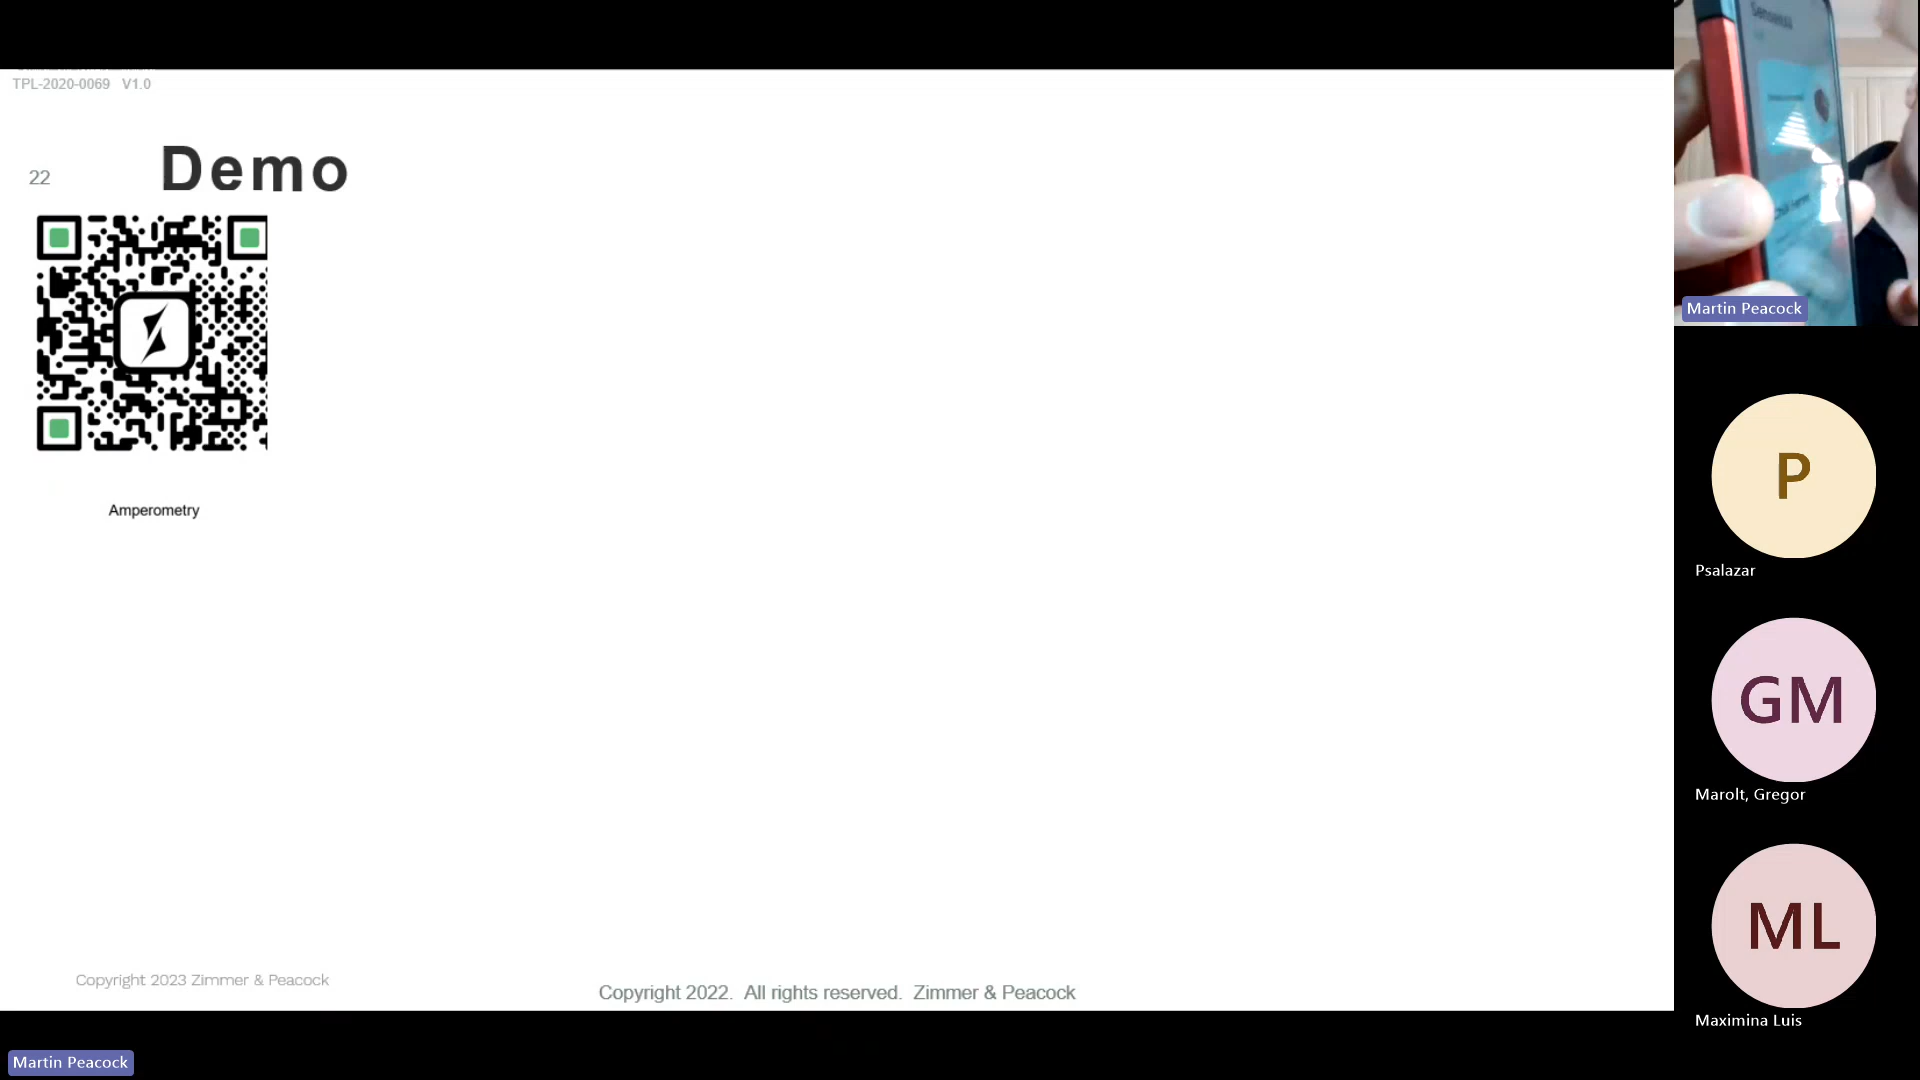 TPL-2020-0069 V1.0
22
Demo
Amperometry
Copyright 2023 Zimmer & Peacock
Copyright 2022. All rights reserved. Zimmer & Peacock
Martin Peacock
Martin Peacock
P
Psalazar
GM
Marolt, Gregor
ML
Maximina Luis